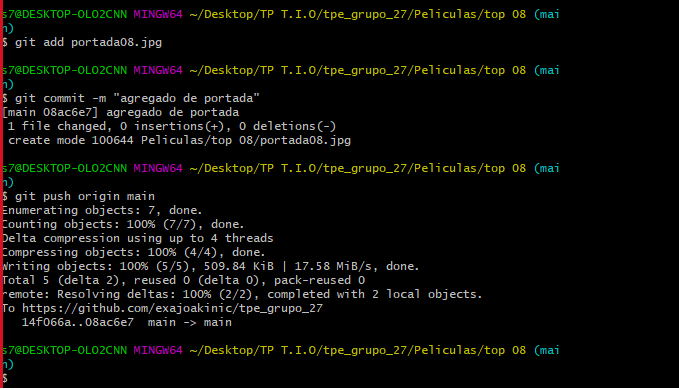 s7@DESKTOP-OLO2CNN MINGW64 ~/Desktop/TP T.I.O/tpe_grupo_27/Peliculas/top 08 (mai
n)
$ git add portada08.jpg
s7@DESKTOP-OLO2CNN MINGW64 ~/Desktop/TP T.I.O/tpe_grupo_27/Peliculas/top 08 (mai
n)
$ git commit -m "agregado de portada"
[main 08ac6e7] agregado de portada
1 file changed, 0 insertions(+), 0 deletions(-)
create mode 100644 Peliculas/top 08/portada08.jpg
s7@DESKTOP-OLO2CNN MINGW64 ~/Desktop/TP T.I.O/tpe_grupo_27/Peliculas/top 08 (mai
n)
$ git push origin main
Enumerating objects: 7, done.
Counting objects: 100% (7/7), done.
Delta compression using up to 4 threads
Compressing objects: 100% (4/4), done.
Writing objects: 100% (5/5), 509.84 KiB | 17.58 MiB/s, done.
Total 5 (delta 2), reused 0 (delta 0), pack-reused 0
remote: Resolving deltas: 100% (2/2), completed with 2 local objects.
To https://github.com/exajoakinic/tpe_grupo_27
14f066a..08ac6e7  main -> main
s7@DESKTOP-OLO2CNN MINGW64 ~/Desktop/TP T.I.O/tpe_grupo_27/Peliculas/top 08 (mai
n)
$